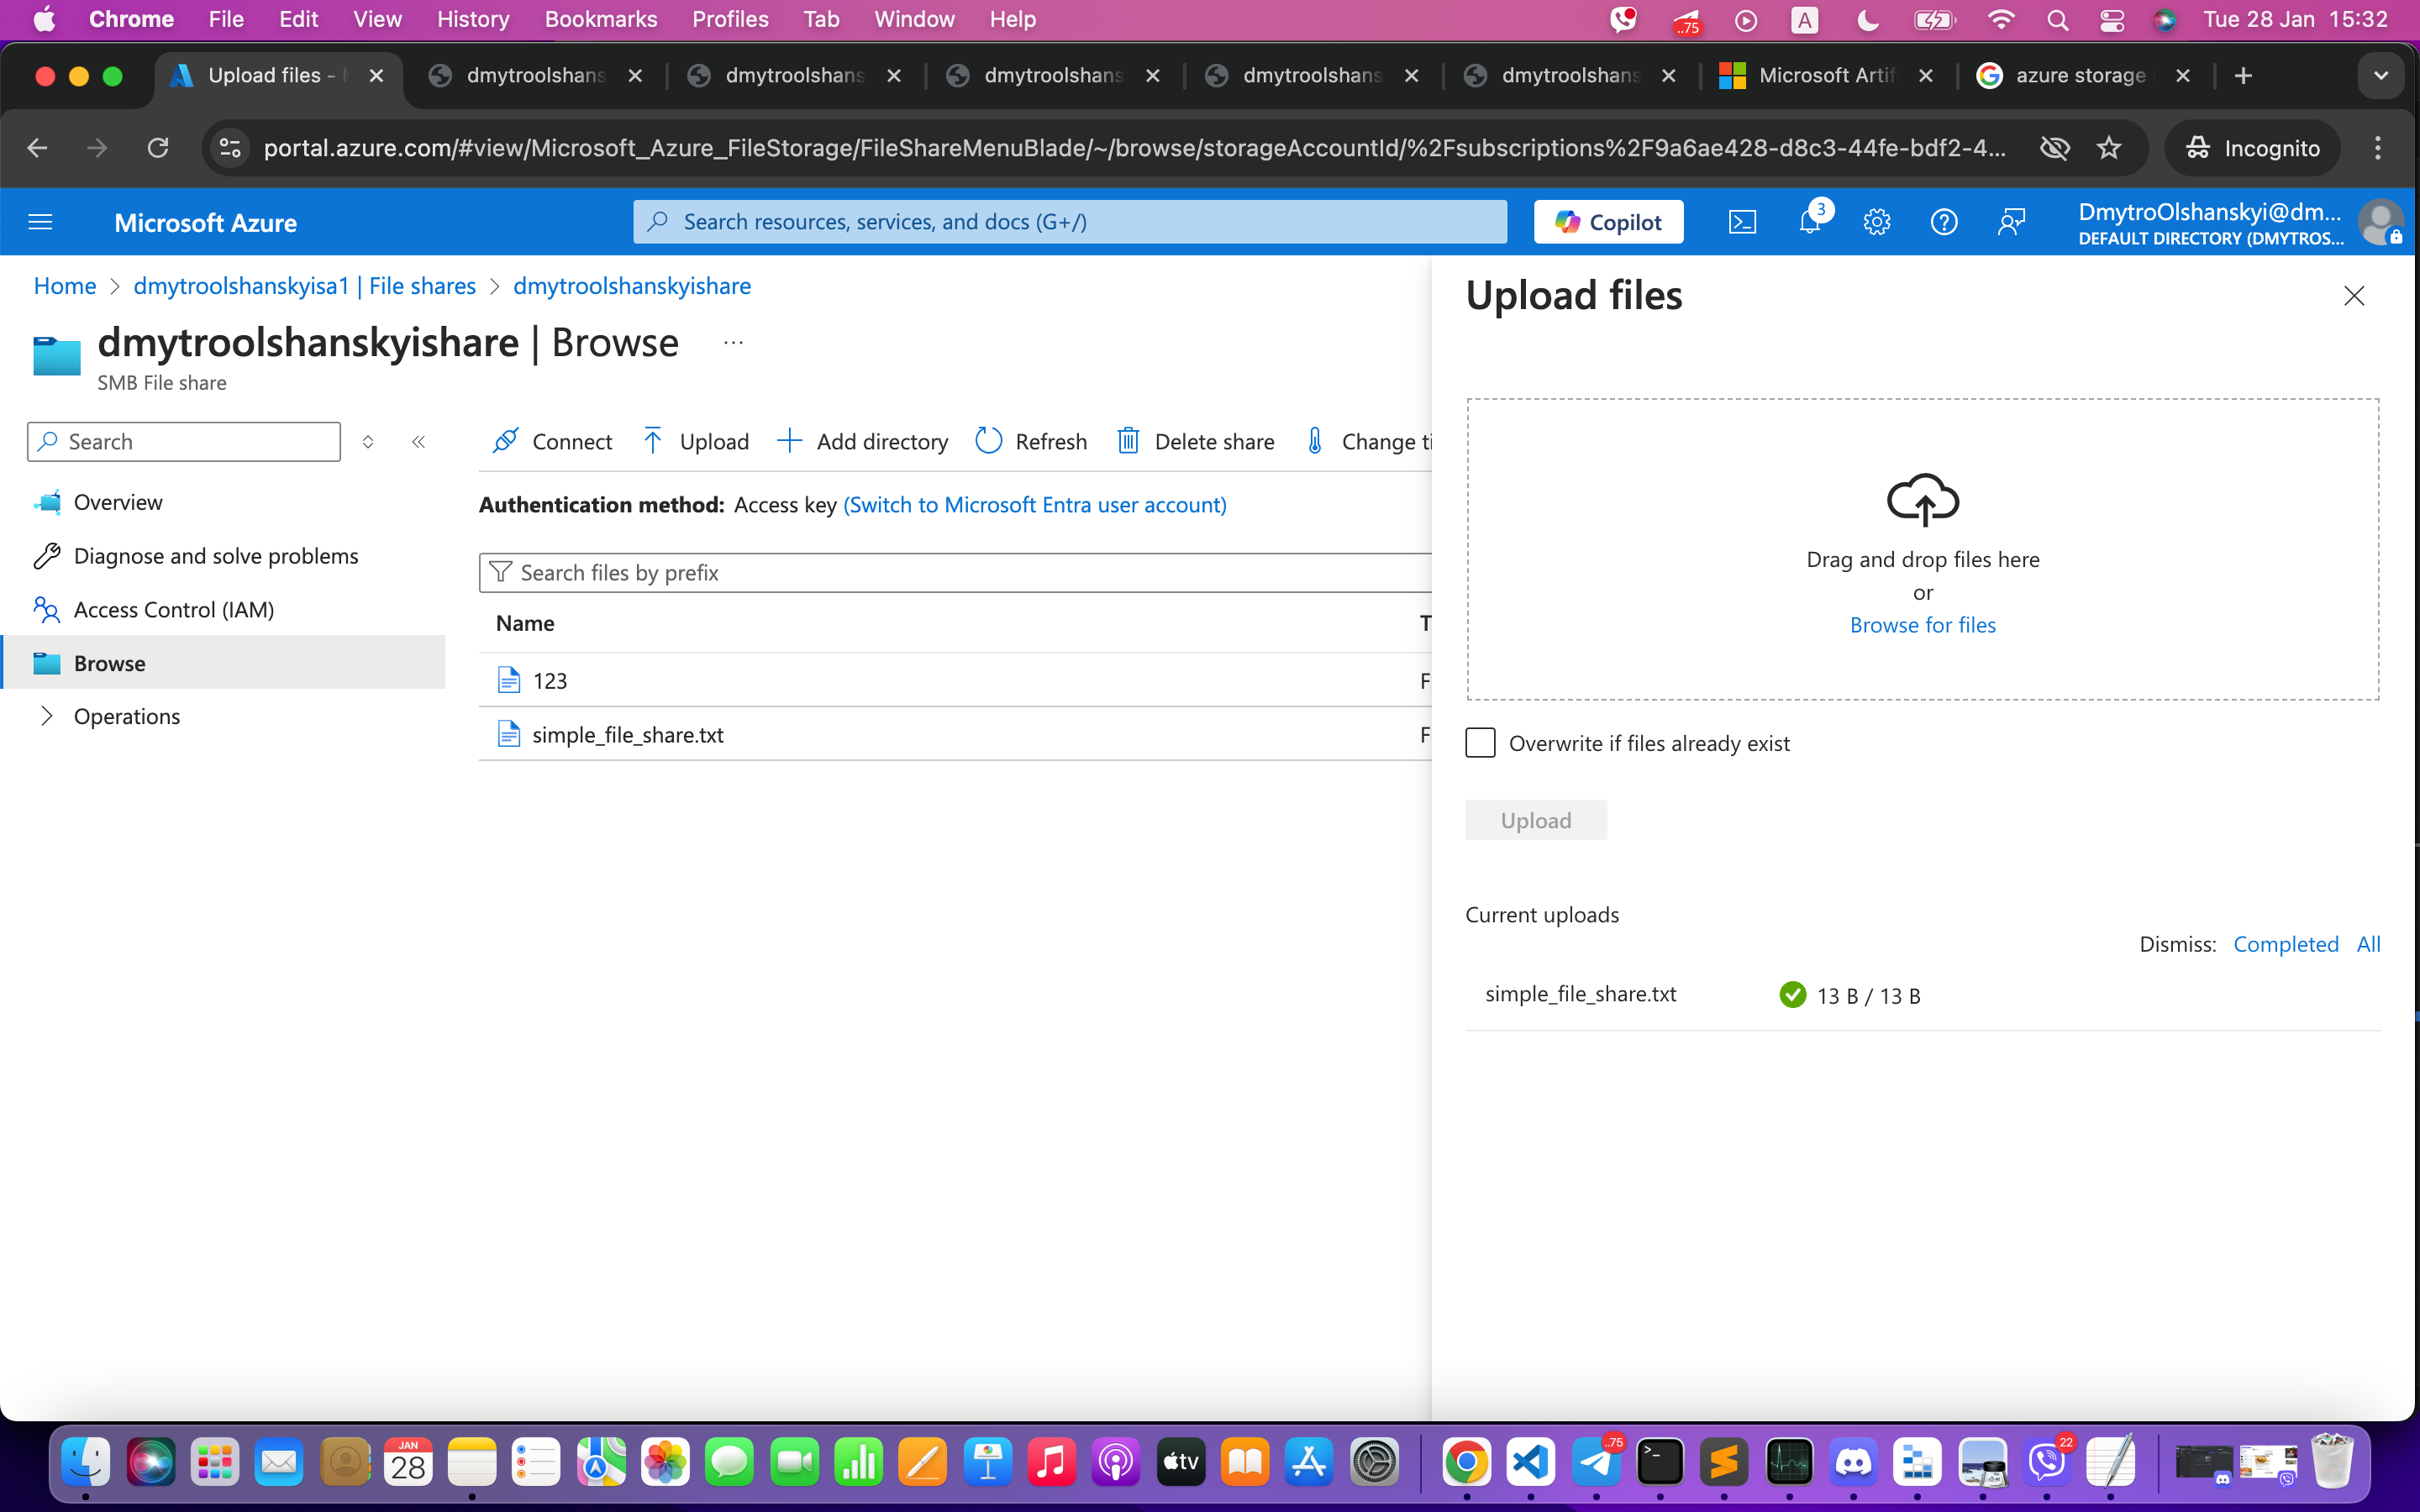 Chrome File Edit View History Bookmarks Profiles Tab Window Help ..75 A Tue 28 Jan 15:32
Upload files - dmytroolshans dmytroolshans dmytroolshans dmytroolshans dmytroolshans Microsoft Artif azure storage
portal.azure.com/#view/Microsoft_Azure_FileStorage/FileShareMenuBlade/~/browse/storageAccountId/%2Fsubscriptions%2F9a6ae428-d8c3-44fe-bdf2-4... Incognito
Microsoft Azure Search resources, services, and docs (G+/) Copilot 3 DmytroOlshanskyi@dm...
DEFAULT DIRECTORY (DMYTROS...
Home > dmytroolshanskyisa1 | File shares > dmytroolshanskyishare
dmytroolshanskyishare | Browse ...
SMB File share
Search
Overview
Diagnose and solve problems
Access Control (IAM)
Browse
Operations
Connect Upload Add directory Refresh Delete share Change ti
Authentication method: Access key (Switch to Microsoft Entra user account)
Search files by prefix
Name T
123 F
simple_file_share.txt F
Upload files
Drag and drop files here
or
Browse for files
Overwrite if files already exist
Upload
Current uploads
Dismiss: Completed All
simple_file_share.txt 13 B / 13 B
JAN
28
tv
..75
22